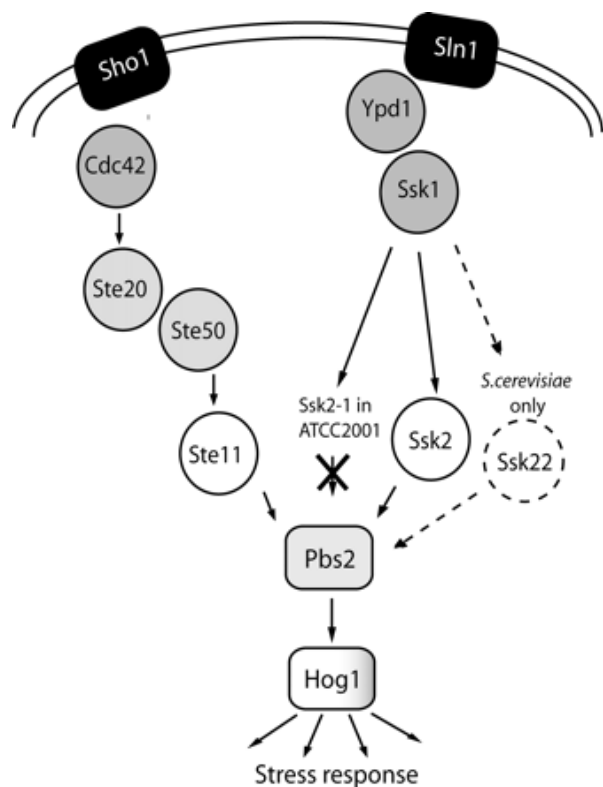 Sho1
Sln1
Ypd1
Cdc42
Ssk1
Ste20
Ste50
S.cerevisiae
only
Ssk2-1 in
ATCC2001
Ssk2
Ste11
Ssk22
Pbs2
Hog1
Stress response